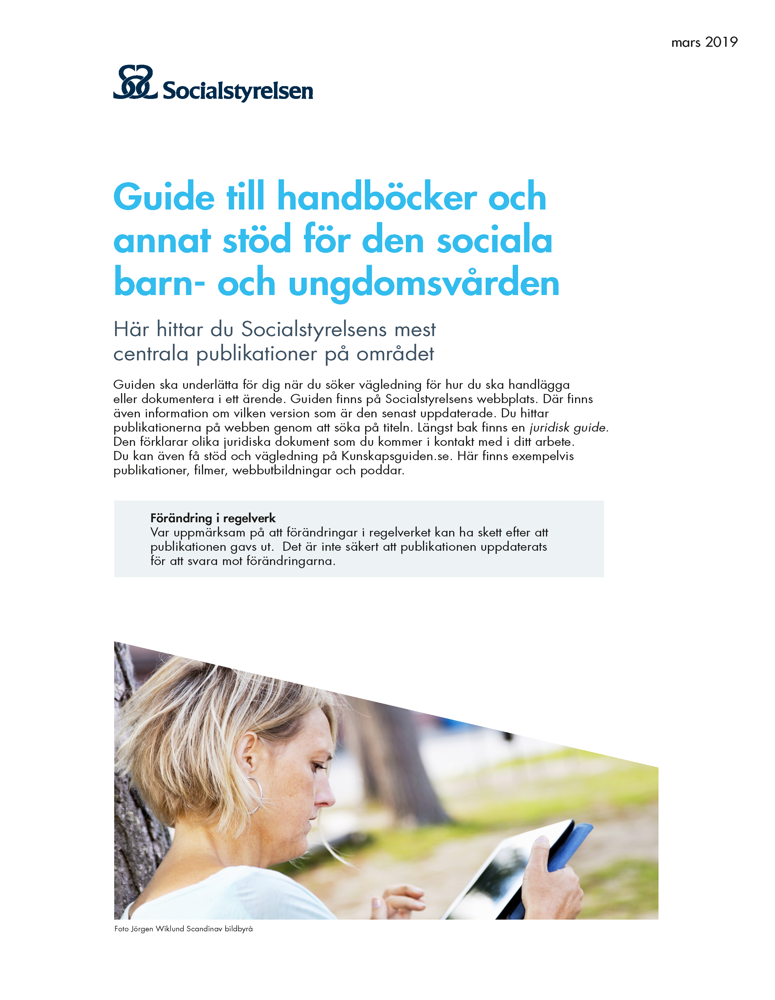 mars 2019
Socialstyrelsen
Guide till handböcker och
annat stöd för den sociala
barn- och ungdomsvården
Här hittar du Socialstyrelsens mest
centrala publikationer på området
Guiden ska underlätta för dig när du söker vägledning för hur du ska handlägga
eller dokumentera i ett ärende. Guiden finns på Socialstyrelsens webbplats. Där finns
även information om vilken version som är den senast uppdaterade. Du hittar
publikationerna på webben genom att söka på titeln. Längst bak finns en juridisk guide.
Den förklarar olika juridiska dokument som du kommer i kontakt med i ditt arbete.
Du kan även få stöd och vägledning på Kunskapsguiden.se. Här finns exempelvis
publikationer, filmer, webbutbildningar och poddar.
Förändring i regelverk
Var uppmärksam på att förändringar i regelverket kan ha skett efter att
publikationen gavs ut.  Det är inte säkert att publikationen uppdaterats
för att svara mot förändringarna.
Foto Jörgen Wiklund Scandinav bildbyrå